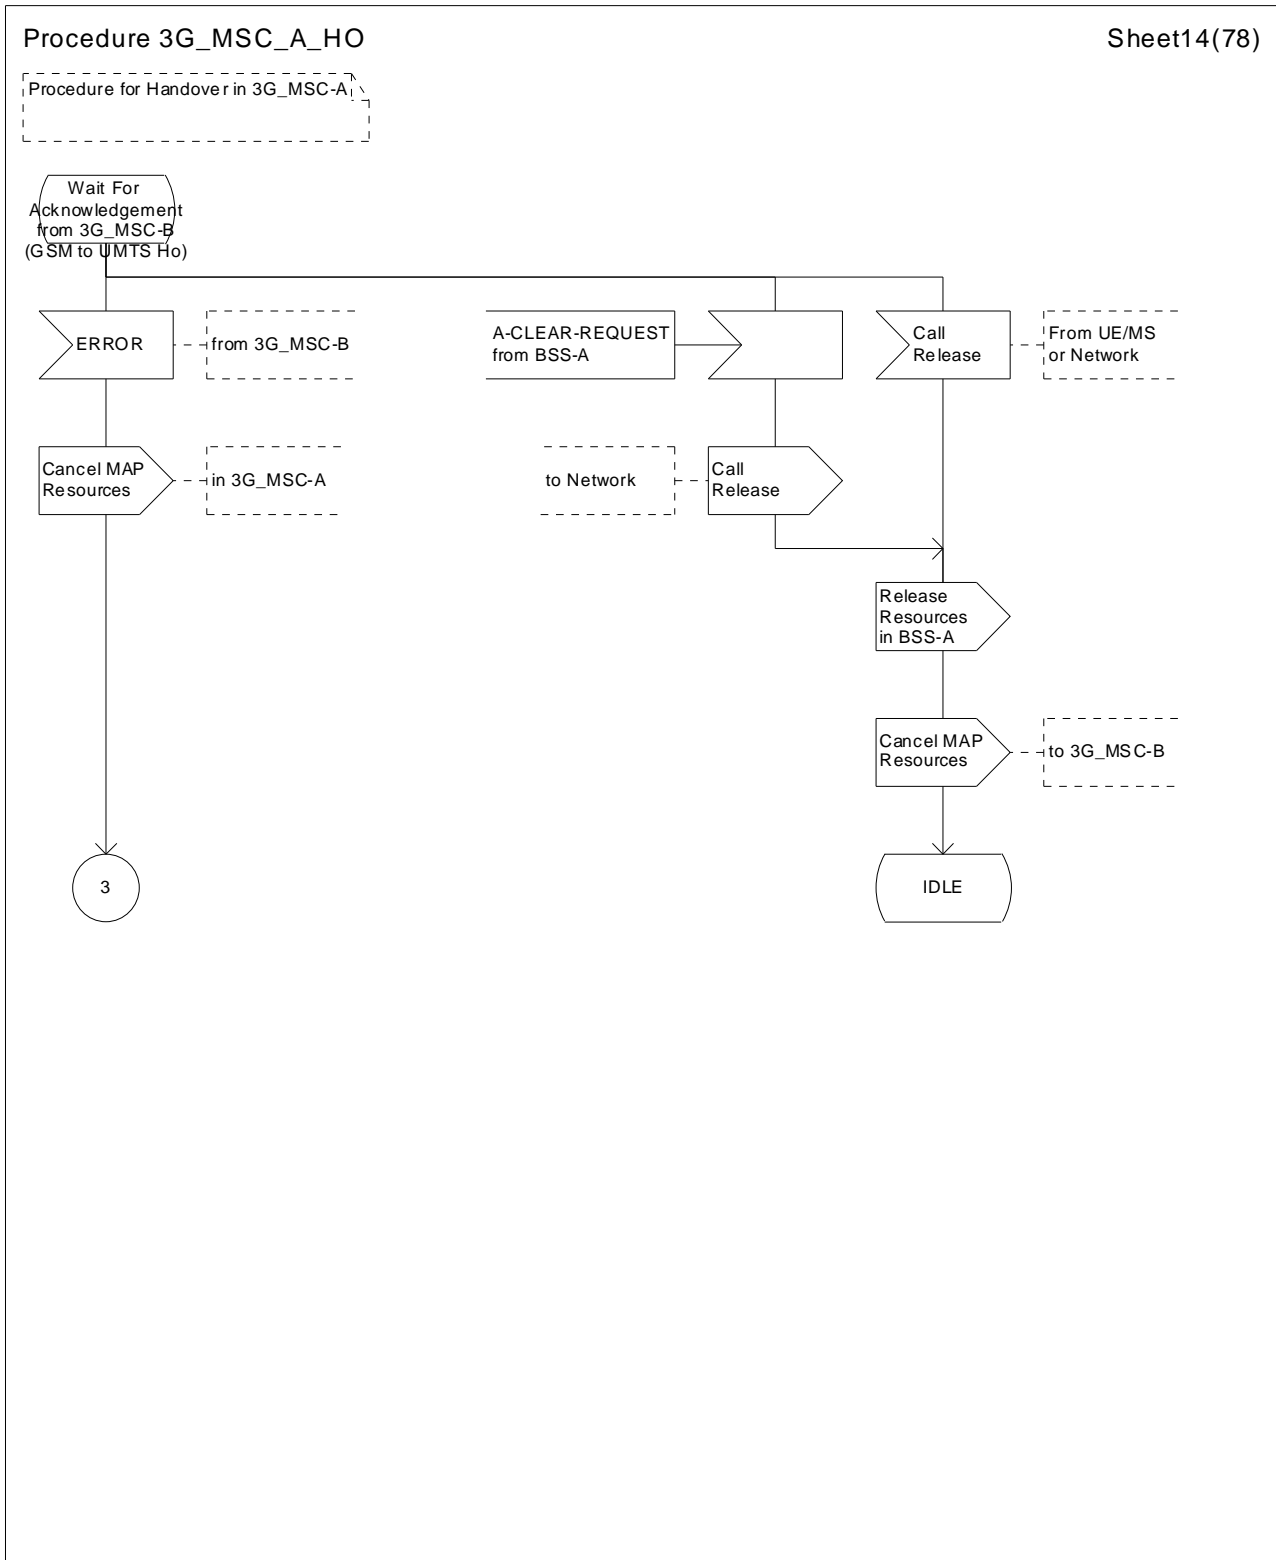 Procedure 3G_MSC_A_HO
Sheet14(78)
Procedure for Handover in 3G_MSC-A
Wait For
Acknowledgement
from 3G_MSC-B
(GSM to UMTS Ho)
ERROR
from 3G_MSC-B
A-CLEAR-REQUEST
from BSS-A
Call
Release
From UE/MS
or Network
Cancel MAP
Resources
in 3G_MSC-A
to Network
Call
Release
Release
Resources
in BSS-A
Cancel MAP
Resources
to 3G_MSC-B
3
IDLE